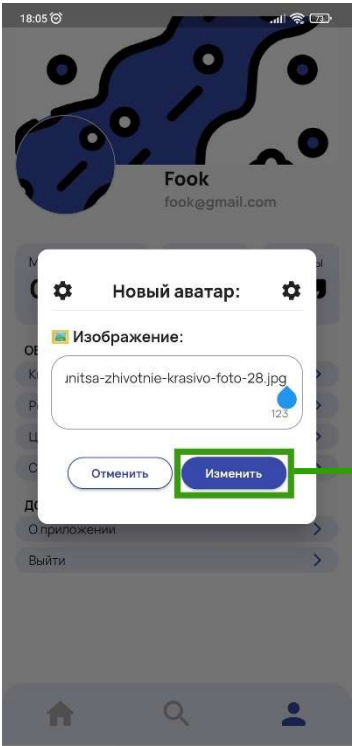 18:05
73
Fook
fook@gmail.com
Новый аватар:
Изображение:
unitsa-zhivotnie-krasivo-foto-28.jpg
123
Отменить
Изменить
О приложении
Выйти